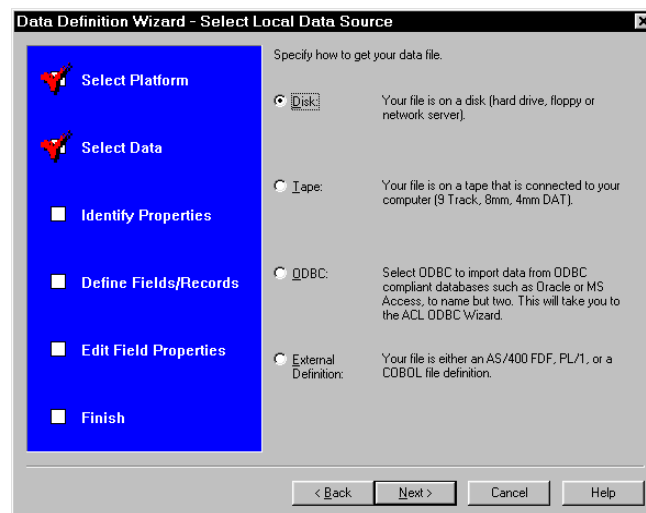 Data Definition Wizard - Select Local Data Source
Specify how to get your data file.
Select Platform
Select Data
Identify Properties
Define Fields/Records
Edit Field Properties
Finish
Disk:
Your file is on a disk (hard drive, floppy or
network server).
Tape:
Your file is on a tape that is connected to your
computer (9 Track, 8mm, 4mm DAT).
ODBC:
Select ODBC to import data from ODBC
compliant databases such as Oracle or MS
Access, to name but two. This will take you to
the ACL ODBC Wizard.
External
Definition:
Your file is either an AS/400 FDF, PL/1, or a
COBOL file definition.
< Back
Next >
Cancel
Help